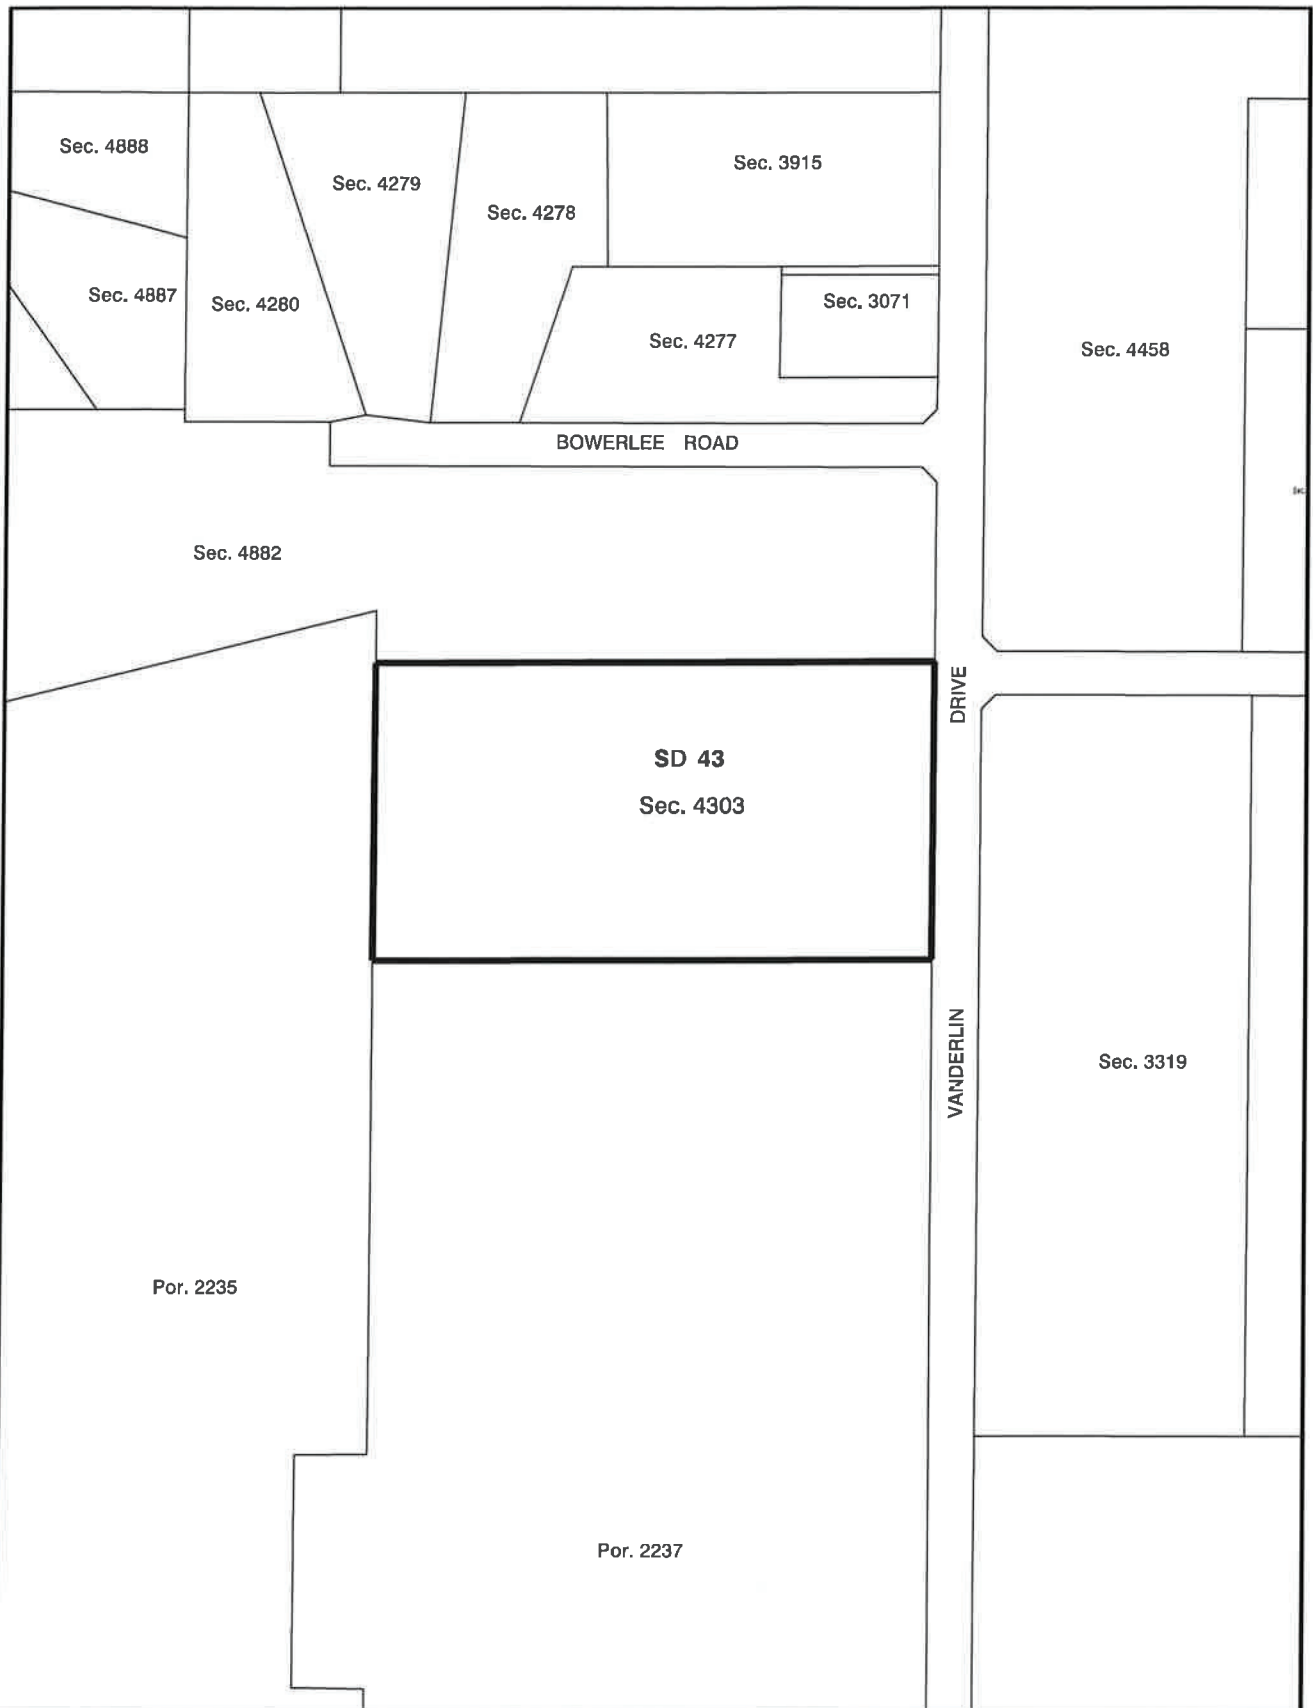 Sec. 4888
Sec. 3915
Sec. 4279
Sec. 4278
Sec. 4887
Sec. 4280
Sec. 3071
Sec. 4277
Sec. 4458
BOWERLEE ROAD
Sec.
Sec. 4882
DRIVE
SD 43
Sec. 4303
VANDERLIN
Sec. 3319
Por. 2235
Por. 2237